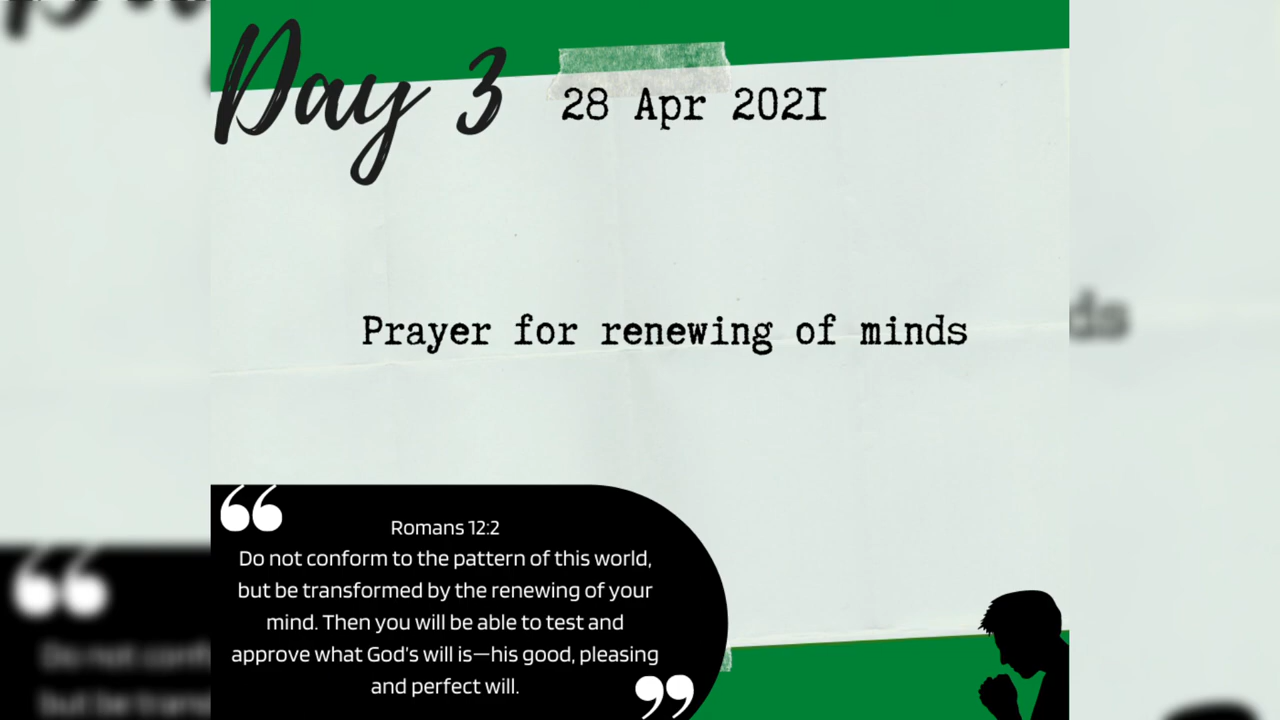 Day 3
28 Apr 2021
Prayer for renewing of minds
“
Romans 12:2
Do not conform to the pattern of this world,
but be transformed by the renewing of your
mind. Then you will be able to test and
approve what God's will is—his good, pleasing
and perfect will.
”